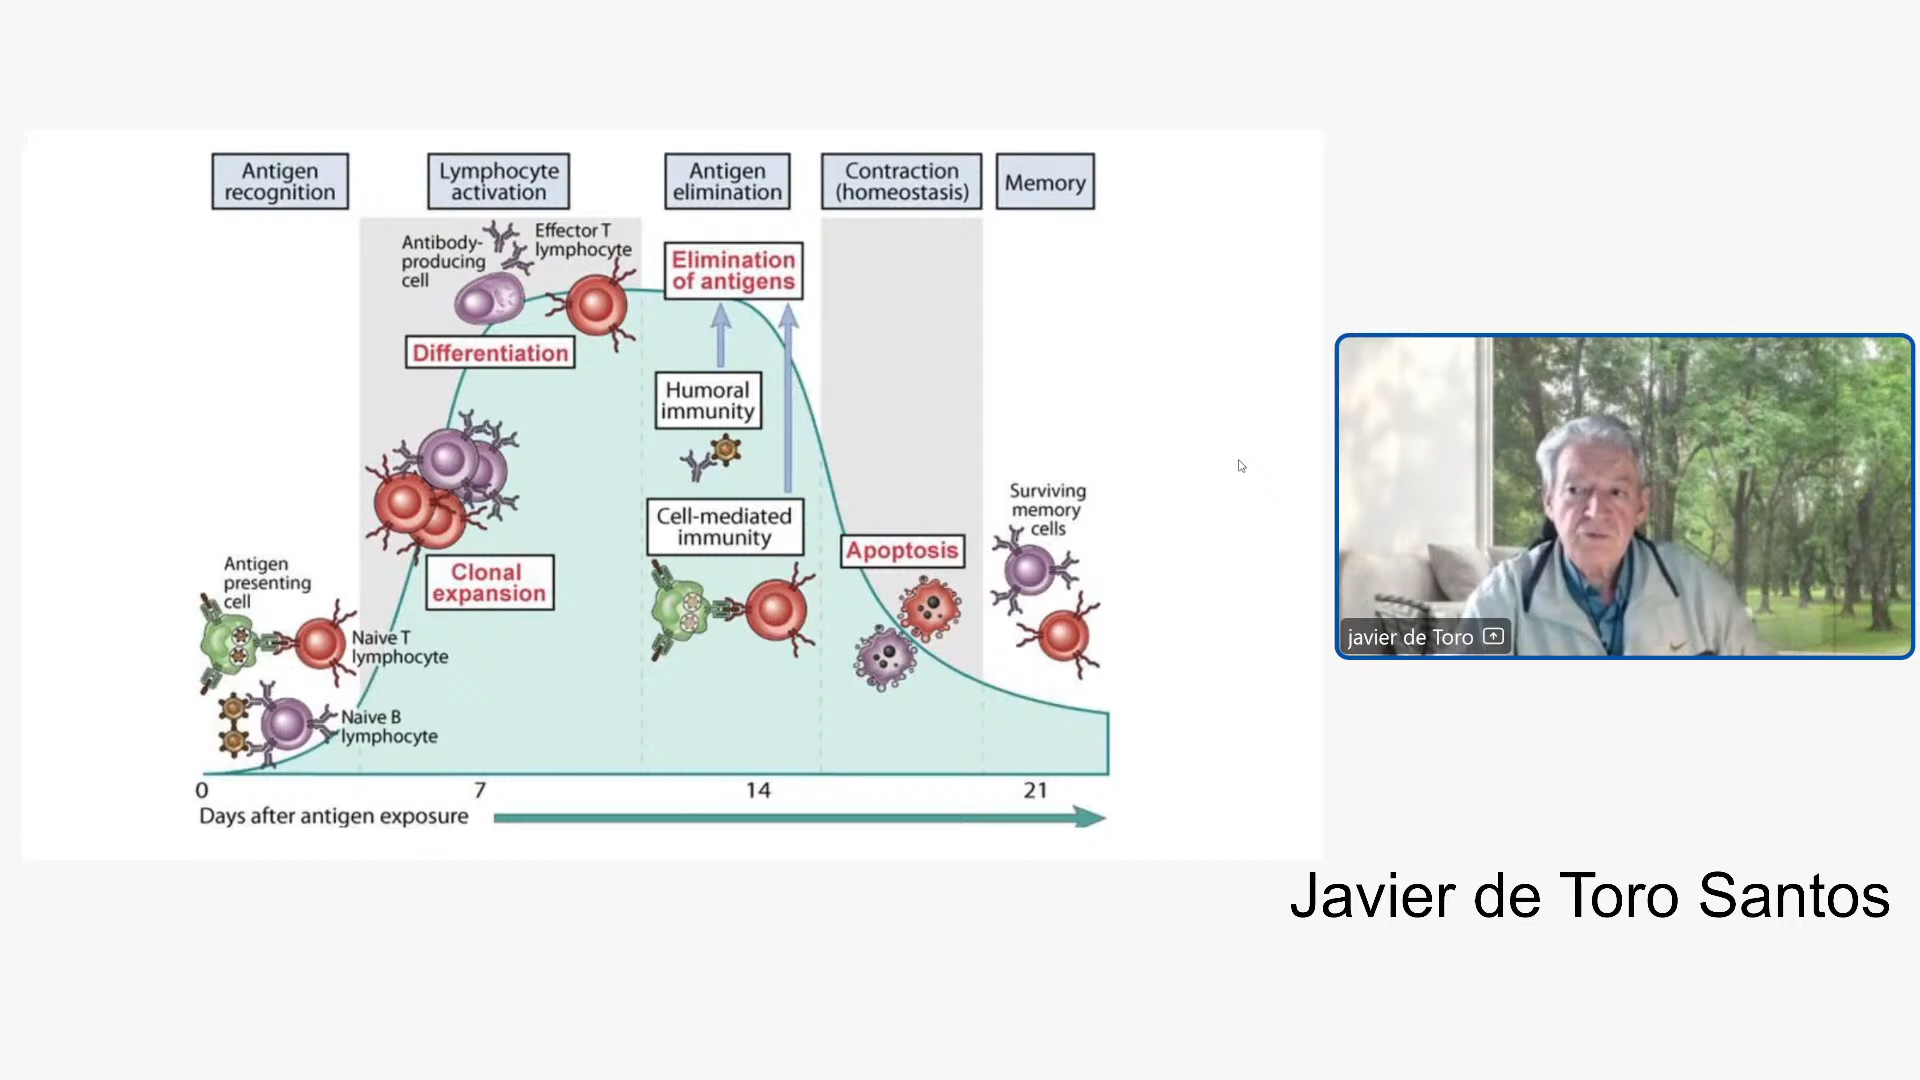 Antigen
recognition
Lymphocyte
activation
Antigen
elimination
Contraction
(homeostasis)
Memory
Antibody-
producing
cell
Effector T
lymphocyte
Elimination
of antigens
Differentiation
Humoral
immunity
Cell-mediated
immunity
Surviving
memory
cells
Apoptosis
Clonal
expansion
Antigen
presenting
cell
Naive T
lymphocyte
Naive B
lymphocyte
0
7
14
21
Days after antigen exposure
javier de Toro
Javier de Toro Santos